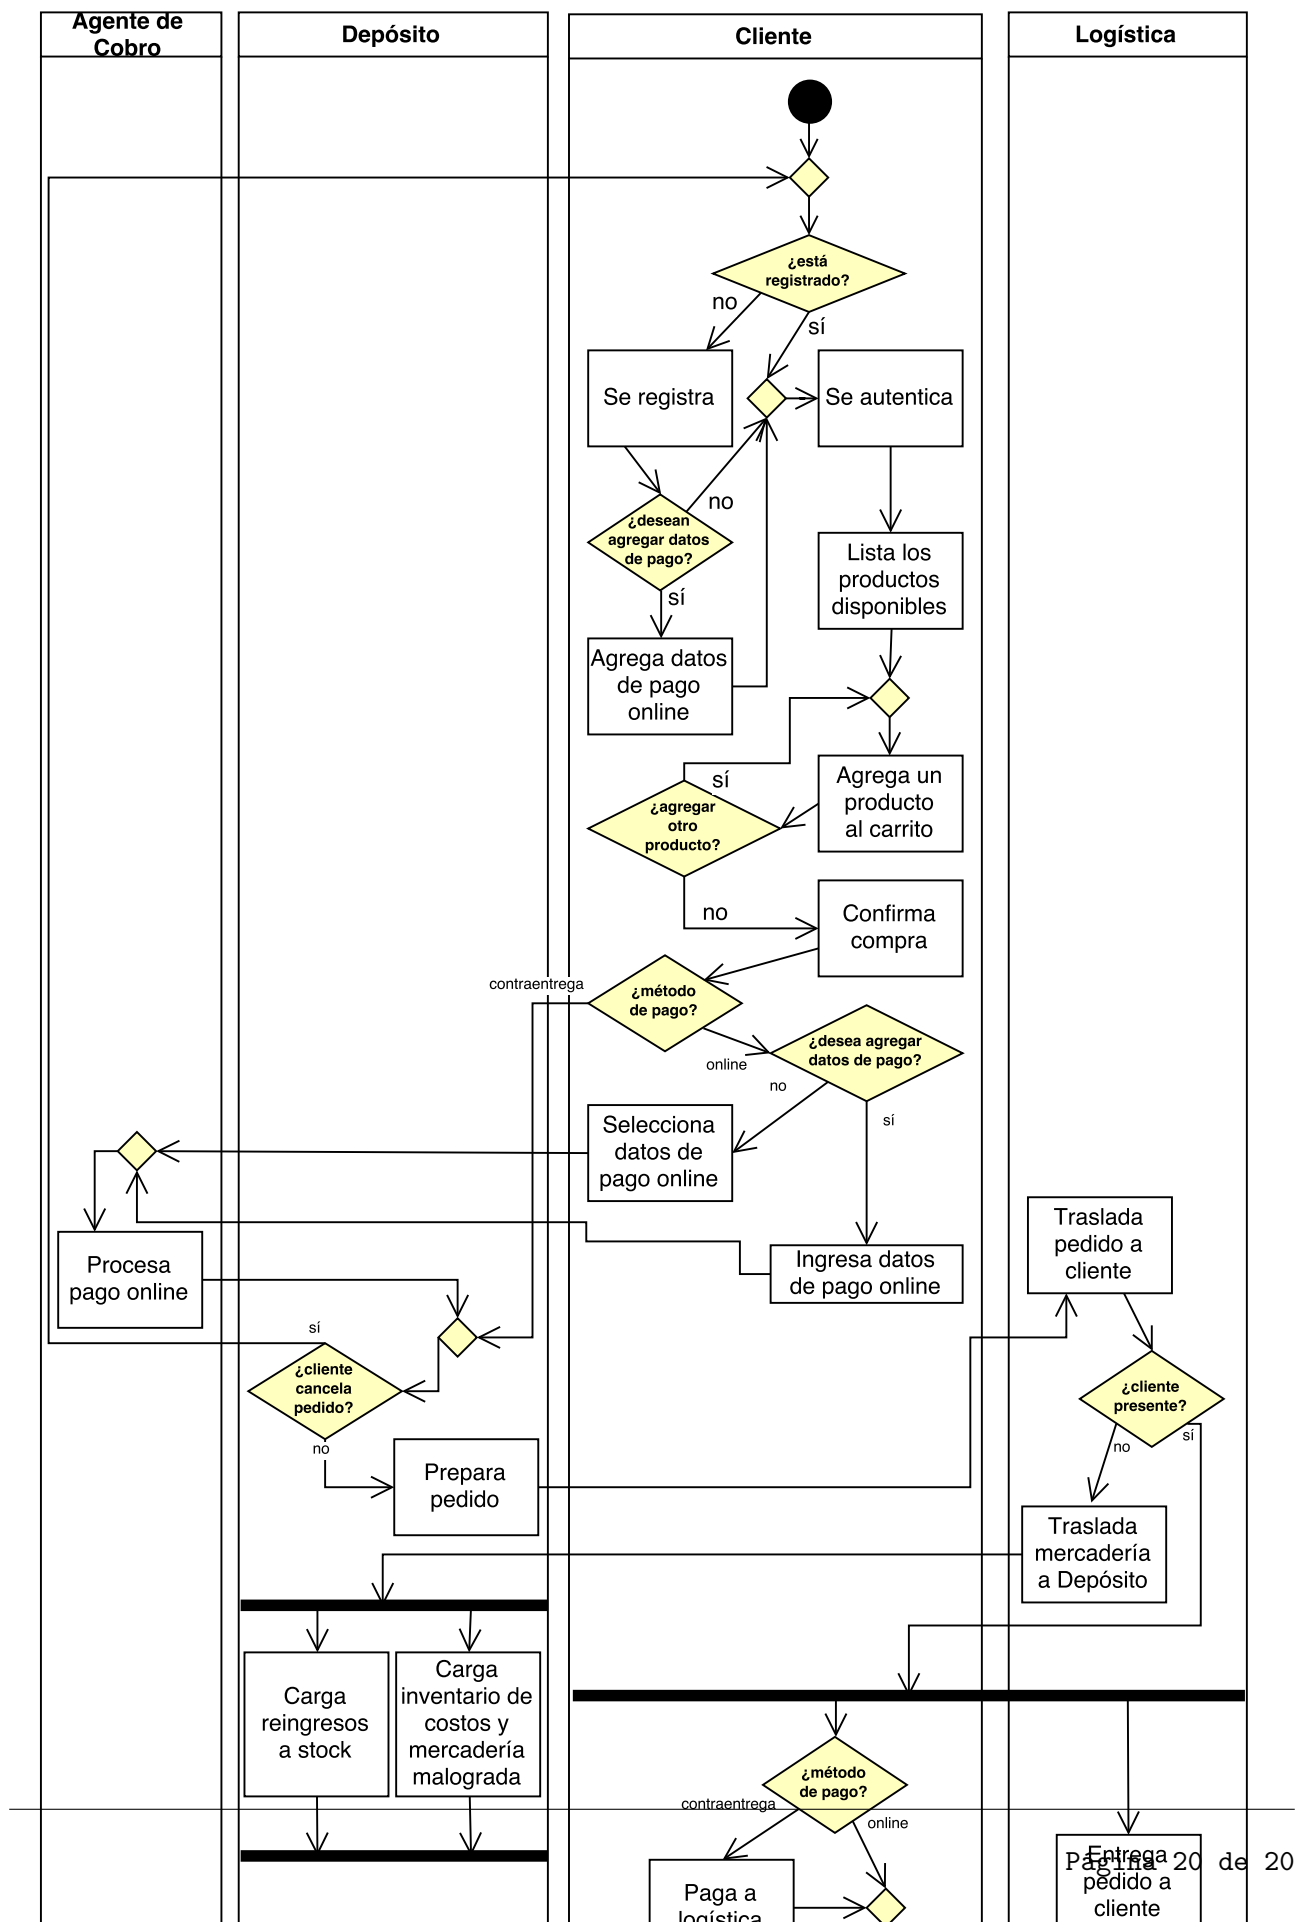 Agente de
Cobro
Depósito
Cliente
Logística
¿está
registrado?
no
sí
Se registra
Se autentica
¿desean
agregar datos
de pago?
no
sí
Lista los
productos
disponibles
Agrega datos
de pago
online
sí
Agrega un
producto
al carrito
¿agregar
otro
producto?
no
Confirma
compra
contraentrega
¿método
de pago?
online
¿desea agregar
datos de pago?
no
sí
Selecciona
datos de
pago online
Traslada
pedido a
cliente
Procesa
pago online
Ingresa datos
de pago online
sí
¿cliente
cancela
pedido?
no
¿cliente
presente?
no
sí
Prepara
pedido
Traslada
mercadería
a Depósito
Carga
reingresos
a stock
Carga
inventario de
costos y
mercadería
malograda
¿método
de pago?
contraentrega
online
Entrega
pedido a
cliente
Página 20 de 20
Paga a
logística